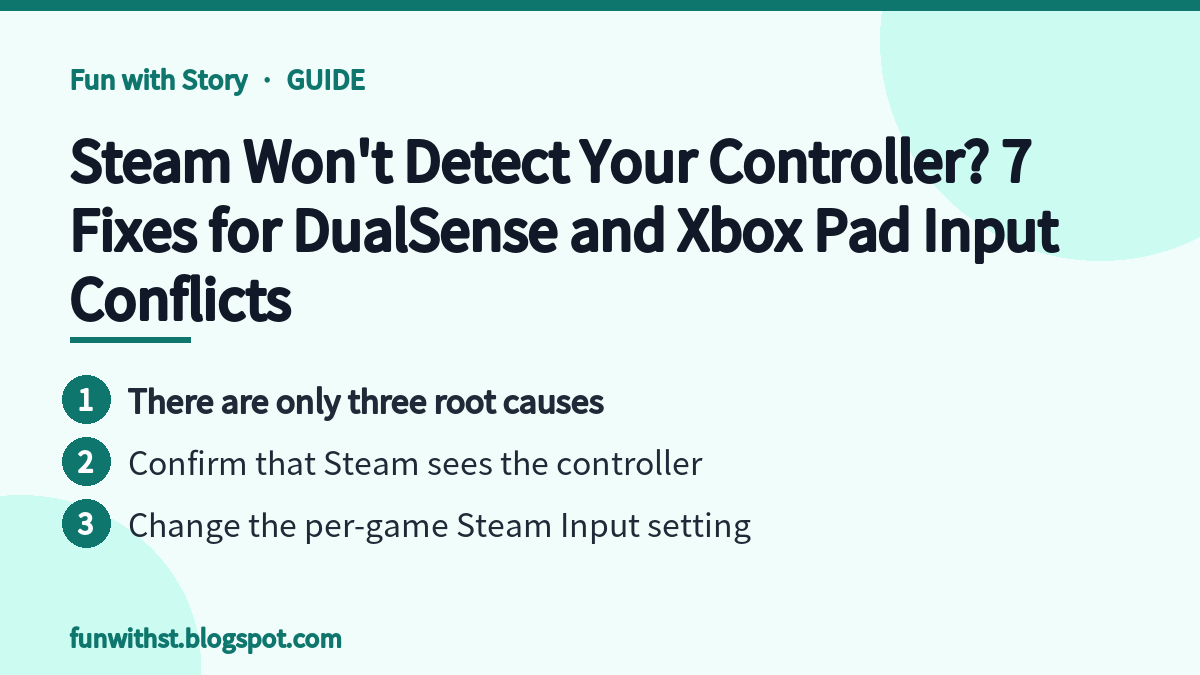 Fun with Story · GUIDE
Steam Won't Detect Your Controller? 7
Fixes for DualSense and Xbox Pad Input
Conflicts
1 There are only three root causes
2 Confirm that Steam sees the controller
3 Change the per-game Steam Input setting
funwithst.blogspot.com